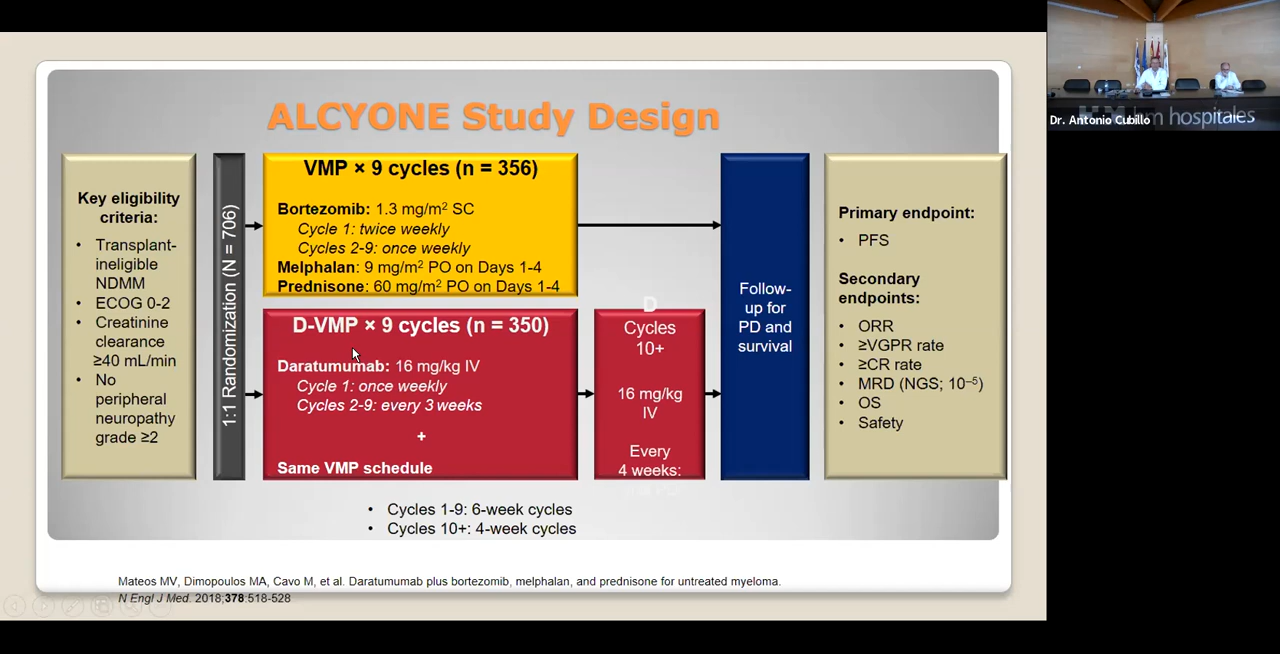 ALCYONE Study Design
Key eligibility
criteria:
• Transplant-
ineligible
NDMM
• ECOG 0-2
• Creatinine
clearance
≥40 mL/min
• No
peripheral
neuropathy
grade ≥2
1:1 Randomization (N = 706)
VMP × 9 cycles (n = 356)
Bortezomib: 1.3 mg/m² SC
Cycle 1: twice weekly
Cycles 2-9: once weekly
Melphalan: 9 mg/m² PO on Days 1-4
Prednisone: 60 mg/m² PO on Days 1-4
D-VMP × 9 cycles (n = 350)
Daratumumab: 16 mg/kg IV
Cycle 1: once weekly
Cycles 2-9: every 3 weeks
+
Same VMP schedule
D
Cycles
10+
16 mg/kg
IV
Every
4 weeks:
Follow-
up for
PD and
survival
Primary endpoint:
• PFS
Secondary
endpoints:
• ORR
• ≥VGPR rate
• ≥CR rate
• MRD (NGS; 10⁻⁵)
• OS
• Safety
• Cycles 1-9: 6-week cycles
• Cycles 10+: 4-week cycles
Mateos MV, Dimopoulos MA, Cavo M, et al. Daratumumab plus bortezomib, melphalan, and prednisone for untreated myeloma.
N Engl J Med. 2018;378:518-528
Dr. Antonio Cubillo
hm hospitales